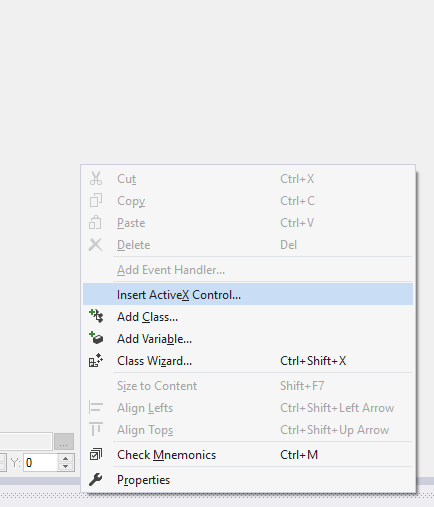 Cut Ctrl+X
Copy Ctrl+C
Paste Ctrl+V
Delete Del
Add Event Handler...
Insert ActiveX Control...
Add Class...
Add Variable...
Class Wizard... Ctrl+Shift+X
Size to Content Shift+F7
Align Lefts Ctrl+Shift+Left Arrow
Align Tops Ctrl+Shift+Up Arrow
...
Y: 0
Check Mnemonics Ctrl+M
Properties